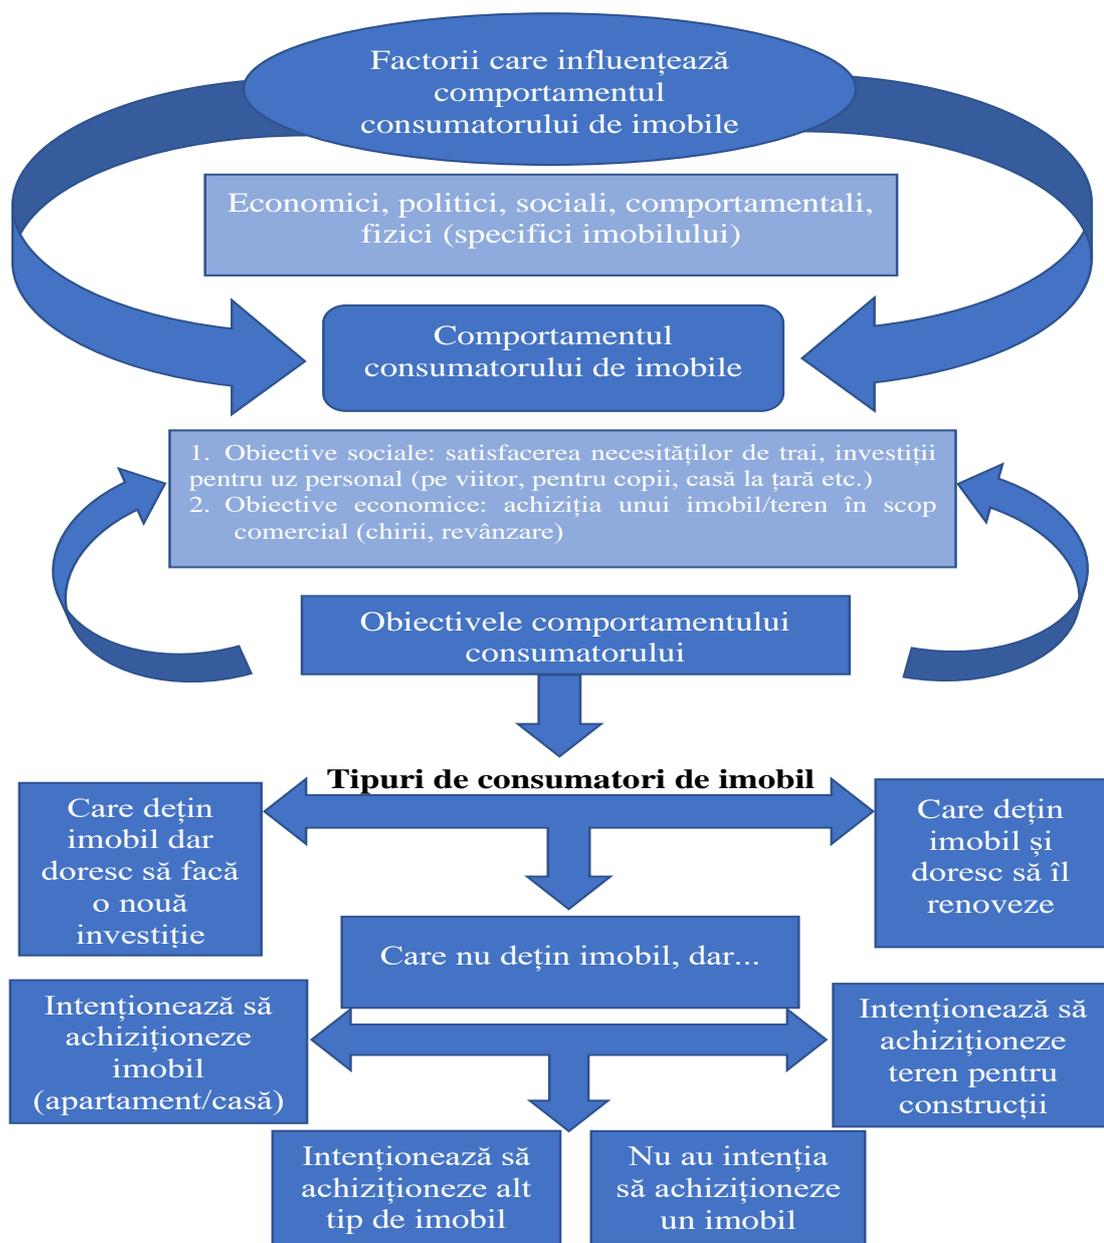 Factorii care influențează
comportamentul
consumatorului de imobile
Economici, politici, sociali, comportamentali,
fizici (specifici imobilului)
Comportamentul
consumatorului de imobile
1. Obiective sociale: satisfacerea necesităților de trai, investiții
pentru uz personal (pe viitor, pentru copii, casă la țară etc.)
2. Obiective economice: achiziția unui imobil/teren în scop
comercial (chirii, revânzare)
Obiectivele comportamentului
consumatorului
Tipuri de consumatori de imobil
Care dețin
imobil dar
doresc să facă
o nouă
investiție
Care dețin
imobil și
doresc să îl
renoveze
Care nu dețin imobil, dar...
Intenționează să
achiziționeze
imobil
(apartament/casă)
Intenționează să
achiziționeze
teren pentru
construcții
Intenționează să
achiziționeze alt
tip de imobil
Nu au intenția
să achiziționeze
un imobil